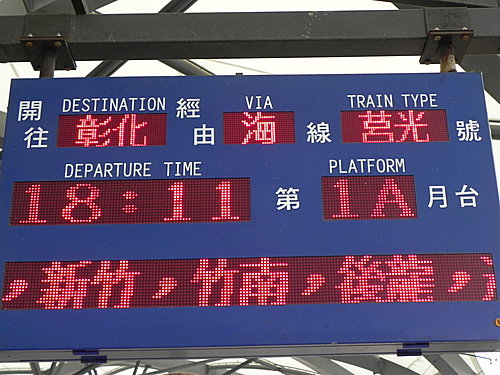 開往 DESTINATION 彰化 經由 VIA 海 線 TRAIN TYPE 莒光 號
DEPARTURE TIME 18:11 第 PLATFORM 1A 月台
，新竹，竹南，後龍，